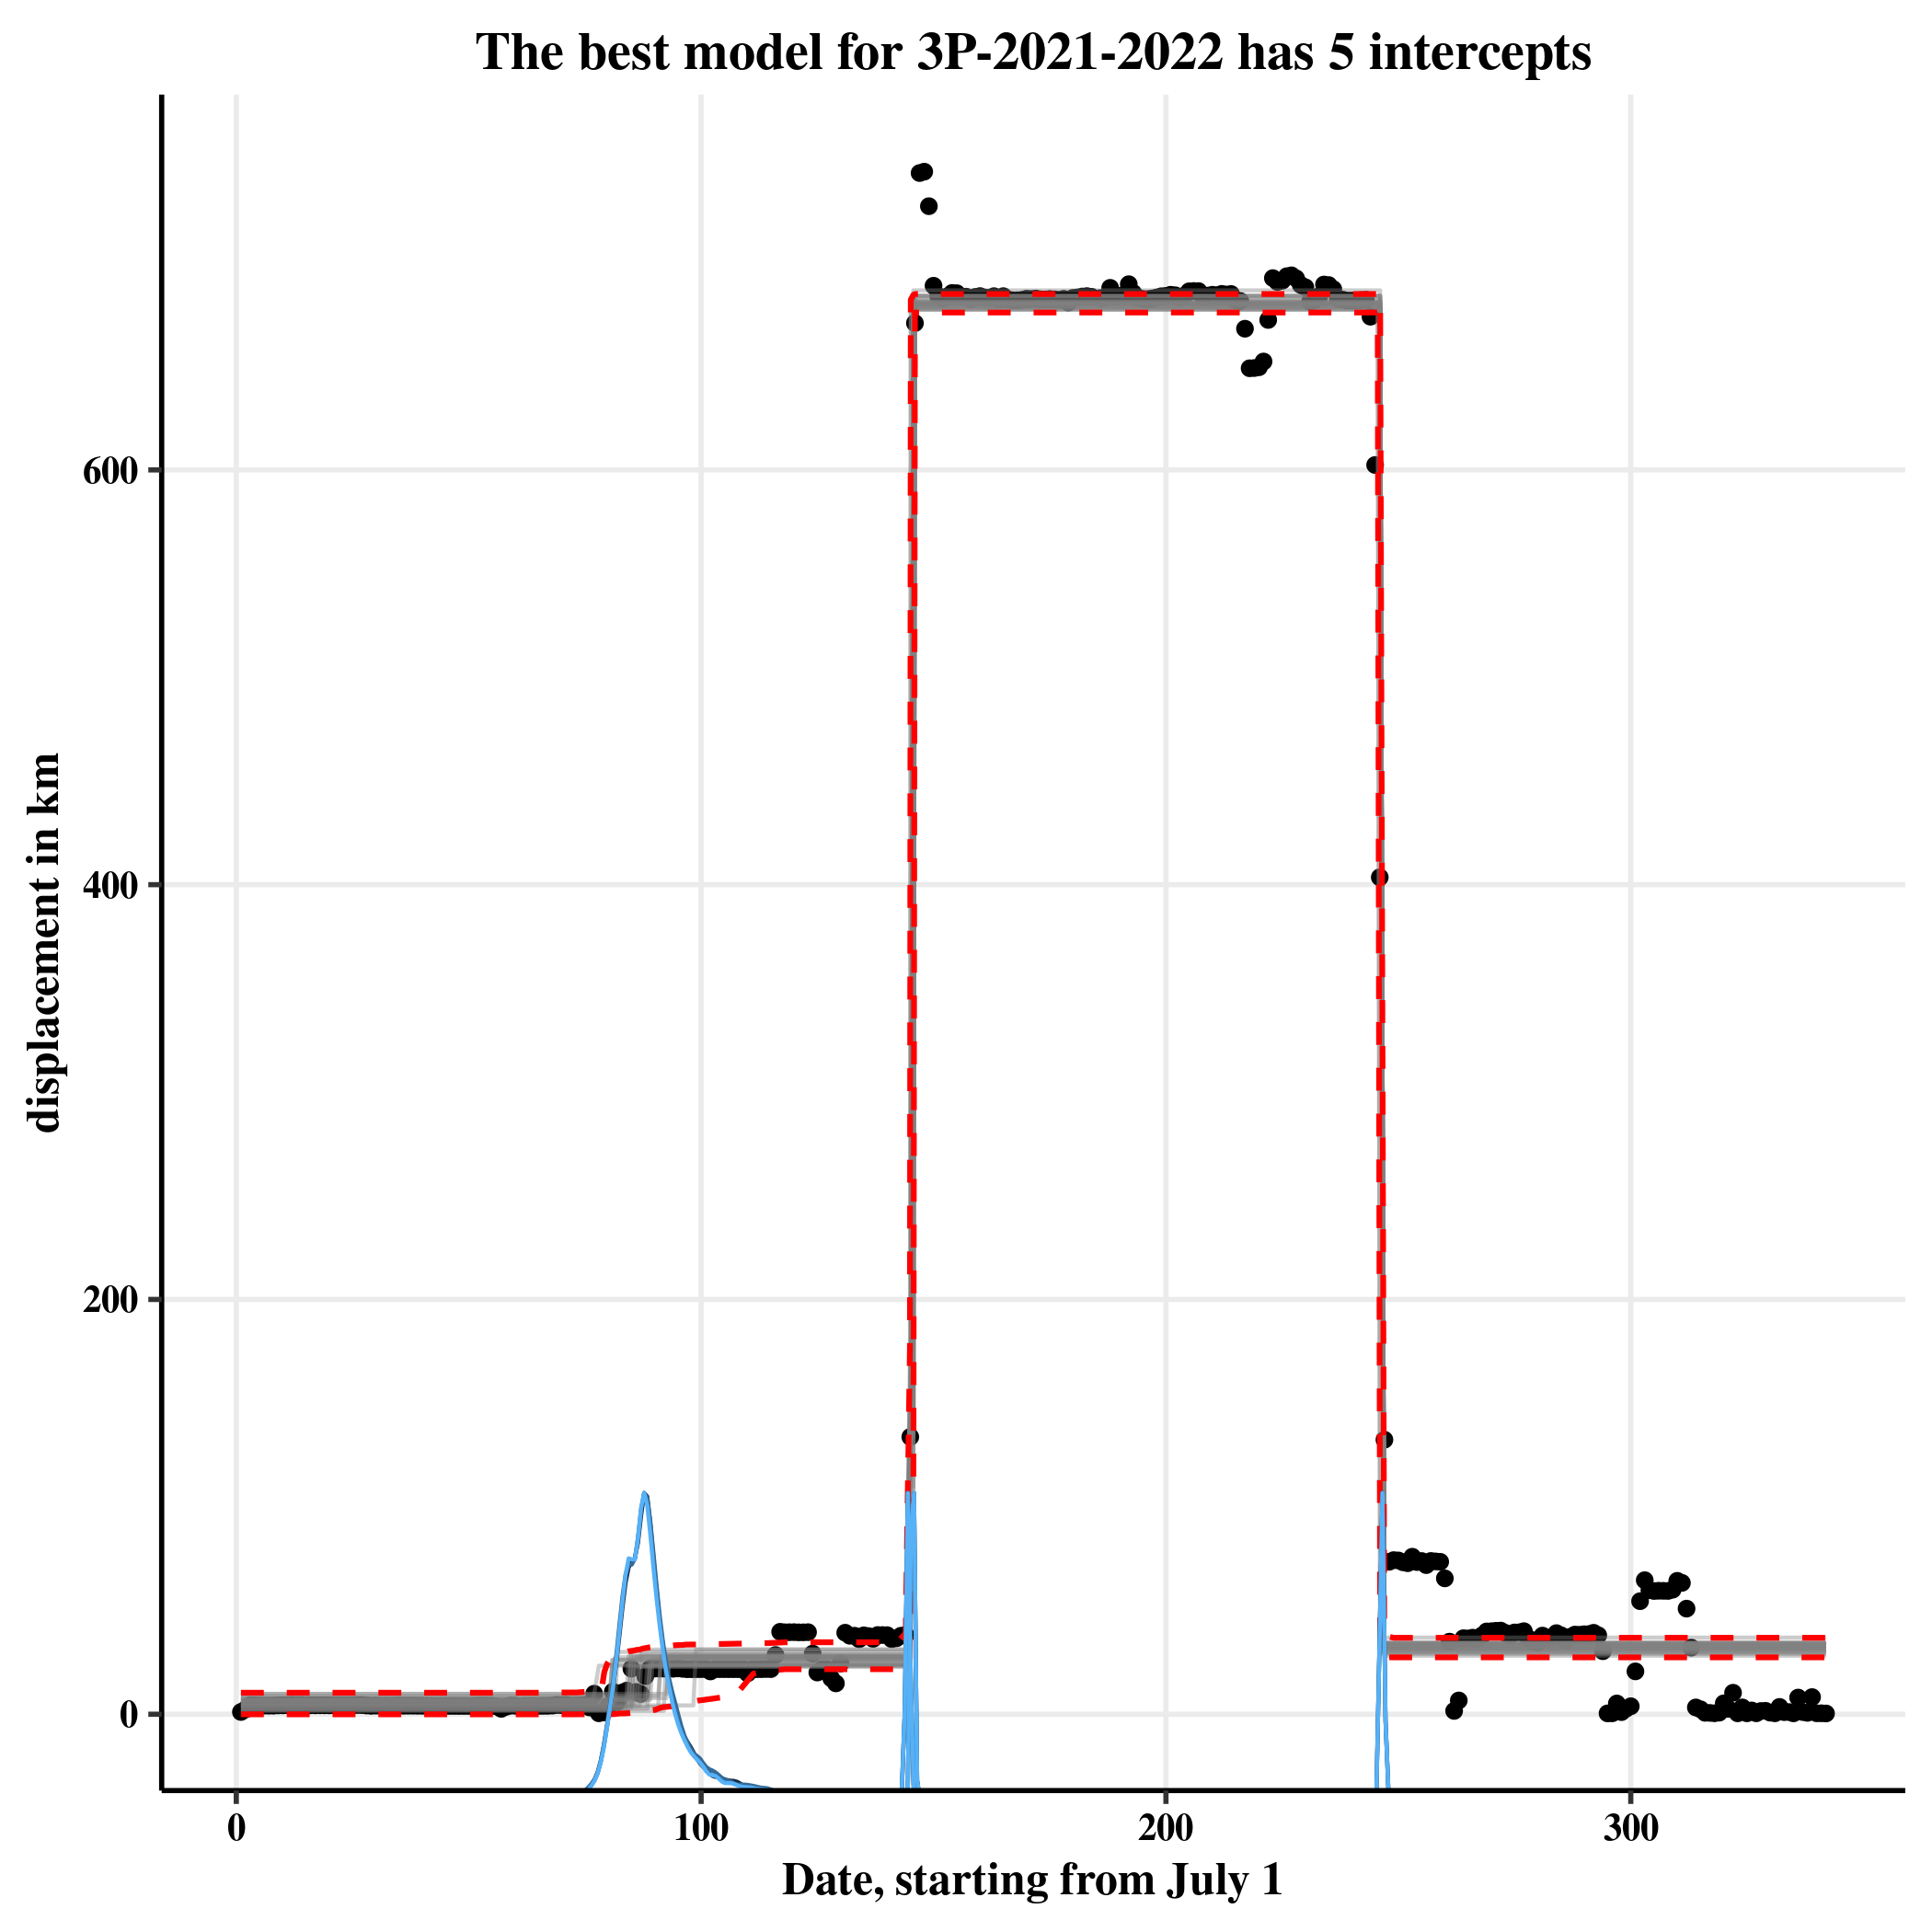 The best model for 3P-2021-2022 has 5 intercepts
displacement in km
600
400
200
0
0 100 200 300
Date, starting from July 1